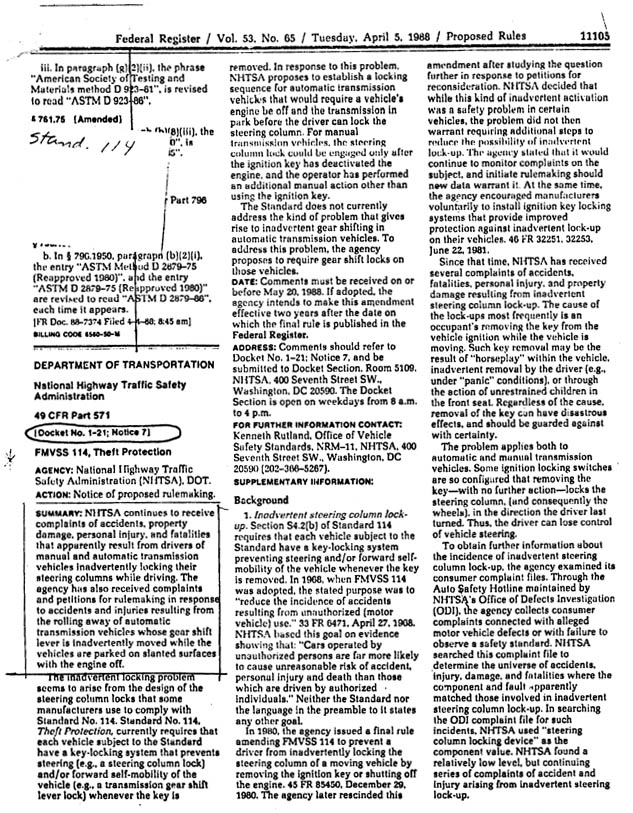 Federal Register / Vol. 53, No. 65 / Tuesday, April 5, 1988 / Proposed Rules 11105
iii. In paragraph (g)(2)(ii), the phrase
"American Society of Testing and
Materials method D 923-81", is revised
to read "ASTM D 923-86".
§ 761.75 [Amended]
(b)(8)(iii), the
0", is
5".
Stand. 114
Part 796
b. In § 796.1950, paragraph (b)(2)(i),
the entry "ASTM Method D 2879-75
(Reapproved 1980)", and the entry
"ASTM D 2879-75 (Reapproved 1980)"
are revised to read "ASTM D 2879-86",
each time it appears.
[FR Doc. 88-7374 Filed 4-4-88; 8:45 am]
BILLING CODE 6560-50-M
DEPARTMENT OF TRANSPORTATION
National Highway Traffic Safety
Administration
49 CFR Part 571
[Docket No. 1-21; Notice 7]
FMVSS 114, Theft Protection
AGENCY: National Highway Traffic
Safety Administration (NHTSA), DOT.
ACTION: Notice of proposed rulemaking.
SUMMARY: NHTSA continues to receive
complaints of accidents, property
damage, personal injury, and fatalities
that apparently result from drivers of
manual and automatic transmission
vehicles inadvertently locking their
steering columns while driving. The
agency has also received complaints
and petitions for rulemaking in response
to accidents and injuries resulting from
the rolling away of automatic
transmission vehicles whose gear shift
lever is inadvertently moved while the
vehicles are parked on slanted surfaces
with the engine off.
The inadvertent locking problem
seems to arise from the design of the
steering column locks that some
manufacturers use to comply with
Standard No. 114. Standard No. 114,
Theft Protection, currently requires that
each vehicle subject to the Standard
have a key-locking system that prevents
steering (e.g., a steering column lock)
and/or forward self-mobility of the
vehicle (e.g., a transmission gear shift
lever lock) whenever the key is
removed. In response to this problem,
NHTSA proposes to establish a locking
sequence for automatic transmission
vehicles that would require a vehicle's
engine be off and the transmission in
park before the driver can lock the
steering column. For manual
transmission vehicles, the steering
column lock could be engaged only after
the ignition key has deactivated the
engine, and the operator has performed
an additional manual action other than
using the ignition key.
The Standard does not currently
address the kind of problem that gives
rise to inadvertent gear shifting in
automatic transmission vehicles. To
address this problem, the agency
proposes to require gear shift locks on
those vehicles.
DATE: Comments must be received on or
before May 20, 1988. If adopted, the
agency intends to make this amendment
effective two years after the date on
which the final rule is published in the
Federal Register.
ADDRESS: Comments should refer to
Docket No. 1-21; Notice 7, and be
submitted to Docket Section, Room 5109,
NHTSA, 400 Seventh Street SW.,
Washington, DC 20590. The Docket
Section is open on weekdays from 8 a.m.
to 4 p.m.
FOR FURTHER INFORMATION CONTACT:
Kenneth Rutland, Office of Vehicle
Safety Standards, NRM-11, NHTSA, 400
Seventh Street SW., Washington, DC
20590 (202-366-5267).
SUPPLEMENTARY INFORMATION:
Background
1. Inadvertent steering column lock-
up. Section S4.2(b) of Standard 114
requires that each vehicle subject to the
Standard have a key-locking system
preventing steering and/or forward self-
mobility of the vehicle whenever the key
is removed. In 1968, when FMVSS 114
was adopted, the stated purpose was to
"reduce the incidence of accidents
resulting from unauthorized (motor
vehicle) use." 33 FR 6471, April 27, 1968.
NHTSA based this goal on evidence
showing that: "Cars operated by
unauthorized persons are far more likely
to cause unreasonable risk of accident,
personal injury and death than those
which are driven by authorized
individuals." Neither the Standard nor
the language in the preamble to it states
any other goal.
In 1980, the agency issued a final rule
amending FMVSS 114 to prevent a
driver from inadvertently locking the
steering column of a moving vehicle by
removing the ignition key or shutting off
the engine. 45 FR 85450, December 29,
1980. The agency later rescinded this
amendment after studying the question
further in response to petitions for
reconsideration. NHTSA decided that
while this kind of inadvertent activation
was a safety problem in certain
vehicles, the problem did not then
warrant requiring additional steps to
reduce the possibility of inadvertent
lock-up. The agency stated that it would
continue to monitor complaints on the
subject, and initiate rulemaking should
new data warrant it. At the same time,
the agency encouraged manufacturers
voluntarily to install ignition key locking
systems that provide improved
protection against inadvertent lock-up
on their vehicles. 46 FR 32251, 32253,
June 22, 1981.
Since that time, NHTSA has received
several complaints of accidents,
fatalities, personal injury, and property
damage resulting from inadvertent
steering column lock-up. The cause of
the lock-ups most frequently is an
occupant's removing the key from the
vehicle ignition while the vehicle is
moving. Such key removal may be the
result of "horseplay" within the vehicle,
inadvertent removal by the driver (e.g.,
under "panic" conditions), or through
the action of unrestrained children in
the front seat. Regardless of the cause,
removal of the key can have disastrous
effects, and should be guarded against
with certainty.
The problem applies both to
automatic and manual transmission
vehicles. Some ignition locking switches
are so configured that removing the
key—with no further action—locks the
steering column, (and consequently the
wheels), in the direction the driver last
turned. Thus, the driver can lose control
of vehicle steering.
To obtain further information about
the incidence of inadvertent steering
column lock-up, the agency examined its
consumer complaint files. Through the
Auto Safety Hotline maintained by
NHTSA's Office of Defects Investigation
(ODI), the agency collects consumer
complaints connected with alleged
motor vehicle defects or with failure to
observe a safety standard. NHTSA
searched this complaint file to
determine the universe of accidents,
injury, damage, and fatalities where the
component and fault apparently
matched those involved in inadvertent
steering column lock-up. In searching
the ODI complaint file for such
incidents, NHTSA used "steering
column locking device" as the
component value. NHTSA found a
relatively low level, but continuing
series of complaints of accident and
injury arising from inadvertent steering
lock-up.